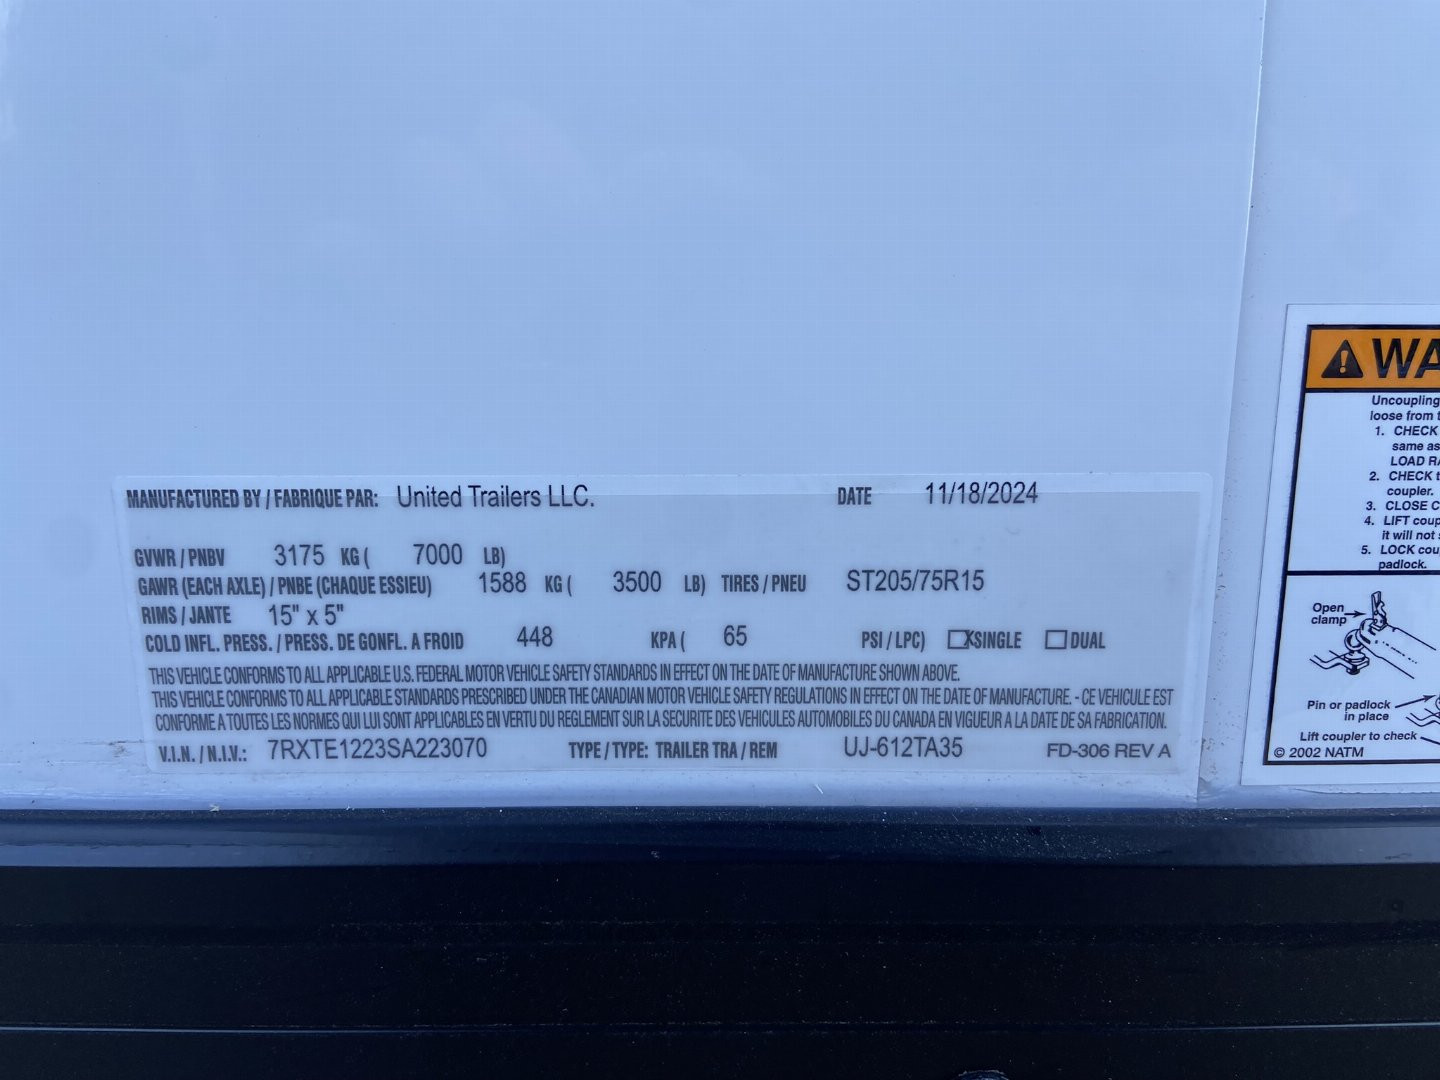 MANUFACTURED BY / FABRIQUE PAR: United Trailers LLC. DATE 11/18/2024
GVWR / PNBV 3175 KG ( 7000 LB)
GAWR (EACH AXLE) / PNBE (CHAQUE ESSIEU) 1588 KG ( 3500 LB) TIRES / PNEU ST205/75R15
RIMS / JANTE 15" x 5"
COLD INFL. PRESS. / PRESS. DE GONFL. A FROID 448 KPA ( 65 PSI / LPC) X SINGLE DUAL
THIS VEHICLE CONFORMS TO ALL APPLICABLE U.S. FEDERAL MOTOR VEHICLE SAFETY STANDARDS IN EFFECT ON THE DATE OF MANUFACTURE SHOWN ABOVE.
THIS VEHICLE CONFORMS TO ALL APPLICABLE STANDARDS PRESCRIBED UNDER THE CANADIAN MOTOR VEHICLE SAFETY REGULATIONS IN EFFECT ON THE DATE OF MANUFACTURE. - CE VEHICULE EST
CONFORME A TOUTES LES NORMES QUI LUI SONT APPLICABLES EN VERTU DU REGLEMENT SUR LA SECURITE DES VEHICULES AUTOMOBILES DU CANADA EN VIGUEUR A LA DATE DE SA FABRICATION.
V.I.N. / N.I.V.: 7RXTE1223SA223070 TYPE / TYPE: TRAILER TRA / REM UJ-612TA35 FD-306 REV A
WA
Uncoupling
loose from
1. CHECK
same as
LOAD
2. CHECK
coupler.
3. CLOSE
4. LIFT
it will not
5. LOCK
padlock.
Open
clamp
Pin or padlock
in place
Lift coupler to check
© 2002 NATM